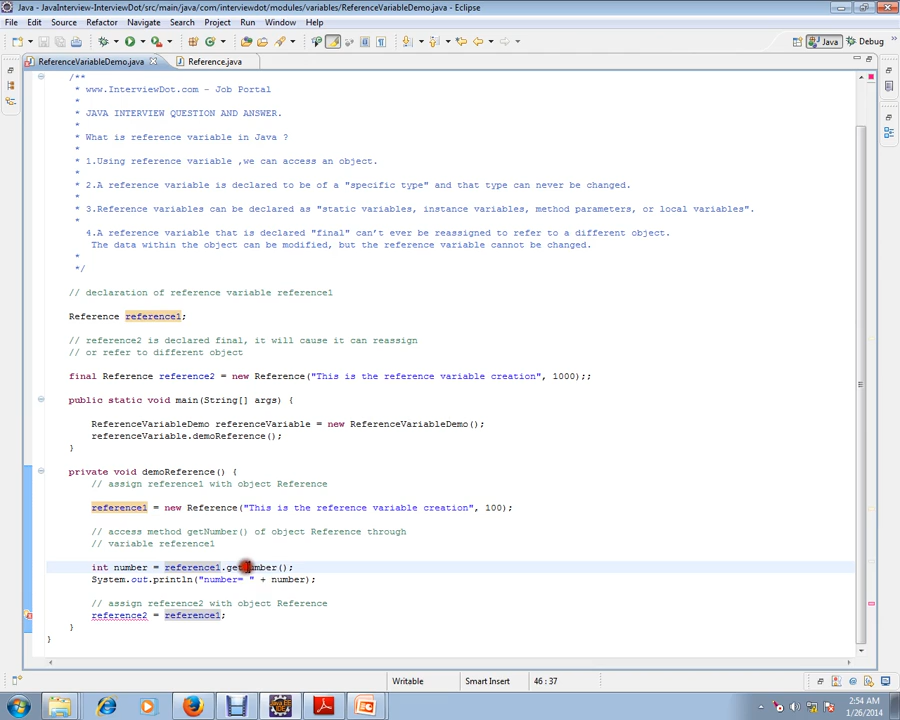 Java - JavaInterview-InterviewDot/src/main/java/com/interviewdot/modules/variables/ReferenceVariableDemo.java - Eclipse
File Edit Source Refactor Navigate Search Project Run Window Help
Java Debug
ReferenceVariableDemo.java Reference.java
/**
* www.InterviewDot.com - Job Portal
*
* JAVA INTERVIEW QUESTION AND ANSWER.
*
* What is reference variable in Java ?
*
* 1.Using reference variable ,we can access an object.
*
* 2.A reference variable is declared to be of a "specific type" and that type can never be changed.
*
* 3.Reference variables can be declared as "static variables, instance variables, method parameters, or local variables".
*
* 4.A reference variable that is declared "final" can't ever be reassigned to refer to a different object.
The data within the object can be modified, but the reference variable cannot be changed.
*
*/
// declaration of reference variable reference1
Reference reference1;
// reference2 is declared final, it will cause it can reassign
// or refer to different object
final Reference reference2 = new Reference("This is the reference variable creation", 1000);;
public static void main(String[] args) {
ReferenceVariableDemo referenceVariable = new ReferenceVariableDemo();
referenceVariable.demoReference();
}
private void demoReference() {
// assign reference1 with object Reference
reference1 = new Reference("This is the reference variable creation", 100);
// access method getNumber() of object Reference through
// variable reference1
int number = reference1.getNumber();
System.out.println("number= " + number);
// assign reference2 with object Reference
reference2 = reference1;
}
}
Writable Smart Insert 46 : 37
2:54 AM
1/26/2014